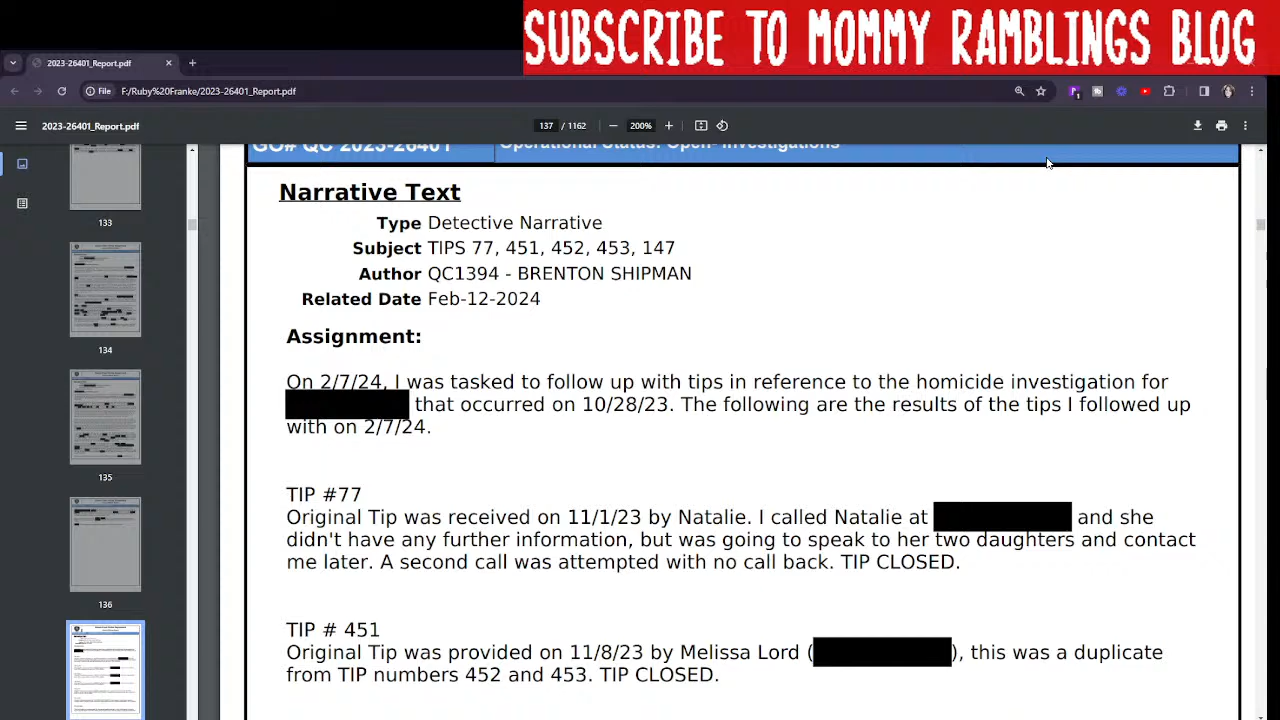 SUBSCRIBE TO MOMMY RAMBLINGS BLOG
2023-26401_Report.pdf
File
F:/Ruby%20Franke/2023-26401_Report.pdf
2023-26401_Report.pdf
137 / 1162
200%
GO# QC 2023-26401
Operational Status: Open- Investigations
133
134
135
136
Narrative Text
Type Detective Narrative
Subject TIPS 77, 451, 452, 453, 147
Author QC1394 - BRENTON SHIPMAN
Related Date Feb-12-2024
Assignment:
On 2/7/24, I was tasked to follow up with tips in reference to the homicide investigation for
that occurred on 10/28/23. The following are the results of the tips I followed up
with on 2/7/24.
TIP #77
Original Tip was received on 11/1/23 by Natalie. I called Natalie at and she
didn't have any further information, but was going to speak to her two daughters and contact
me later. A second call was attempted with no call back. TIP CLOSED.
TIP # 451
Original Tip was provided on 11/8/23 by Melissa Lord ( ), this was a duplicate
from TIP numbers 452 and 453. TIP CLOSED.